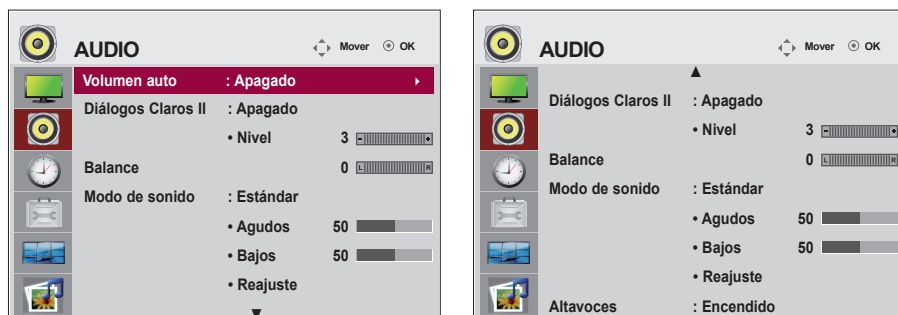 AUDIO Mover OK
Volumen auto : Apagado
Diálogos Claros II : Apagado
• Nivel 3
Balance 0 L R
Modo de sonido : Estándar
• Agudos 50
• Bajos 50
• Reajuste
AUDIO Mover OK
Diálogos Claros II : Apagado
• Nivel 3
Balance 0 L R
Modo de sonido : Estándar
• Agudos 50
• Bajos 50
• Reajuste
Altavoces : Encendido